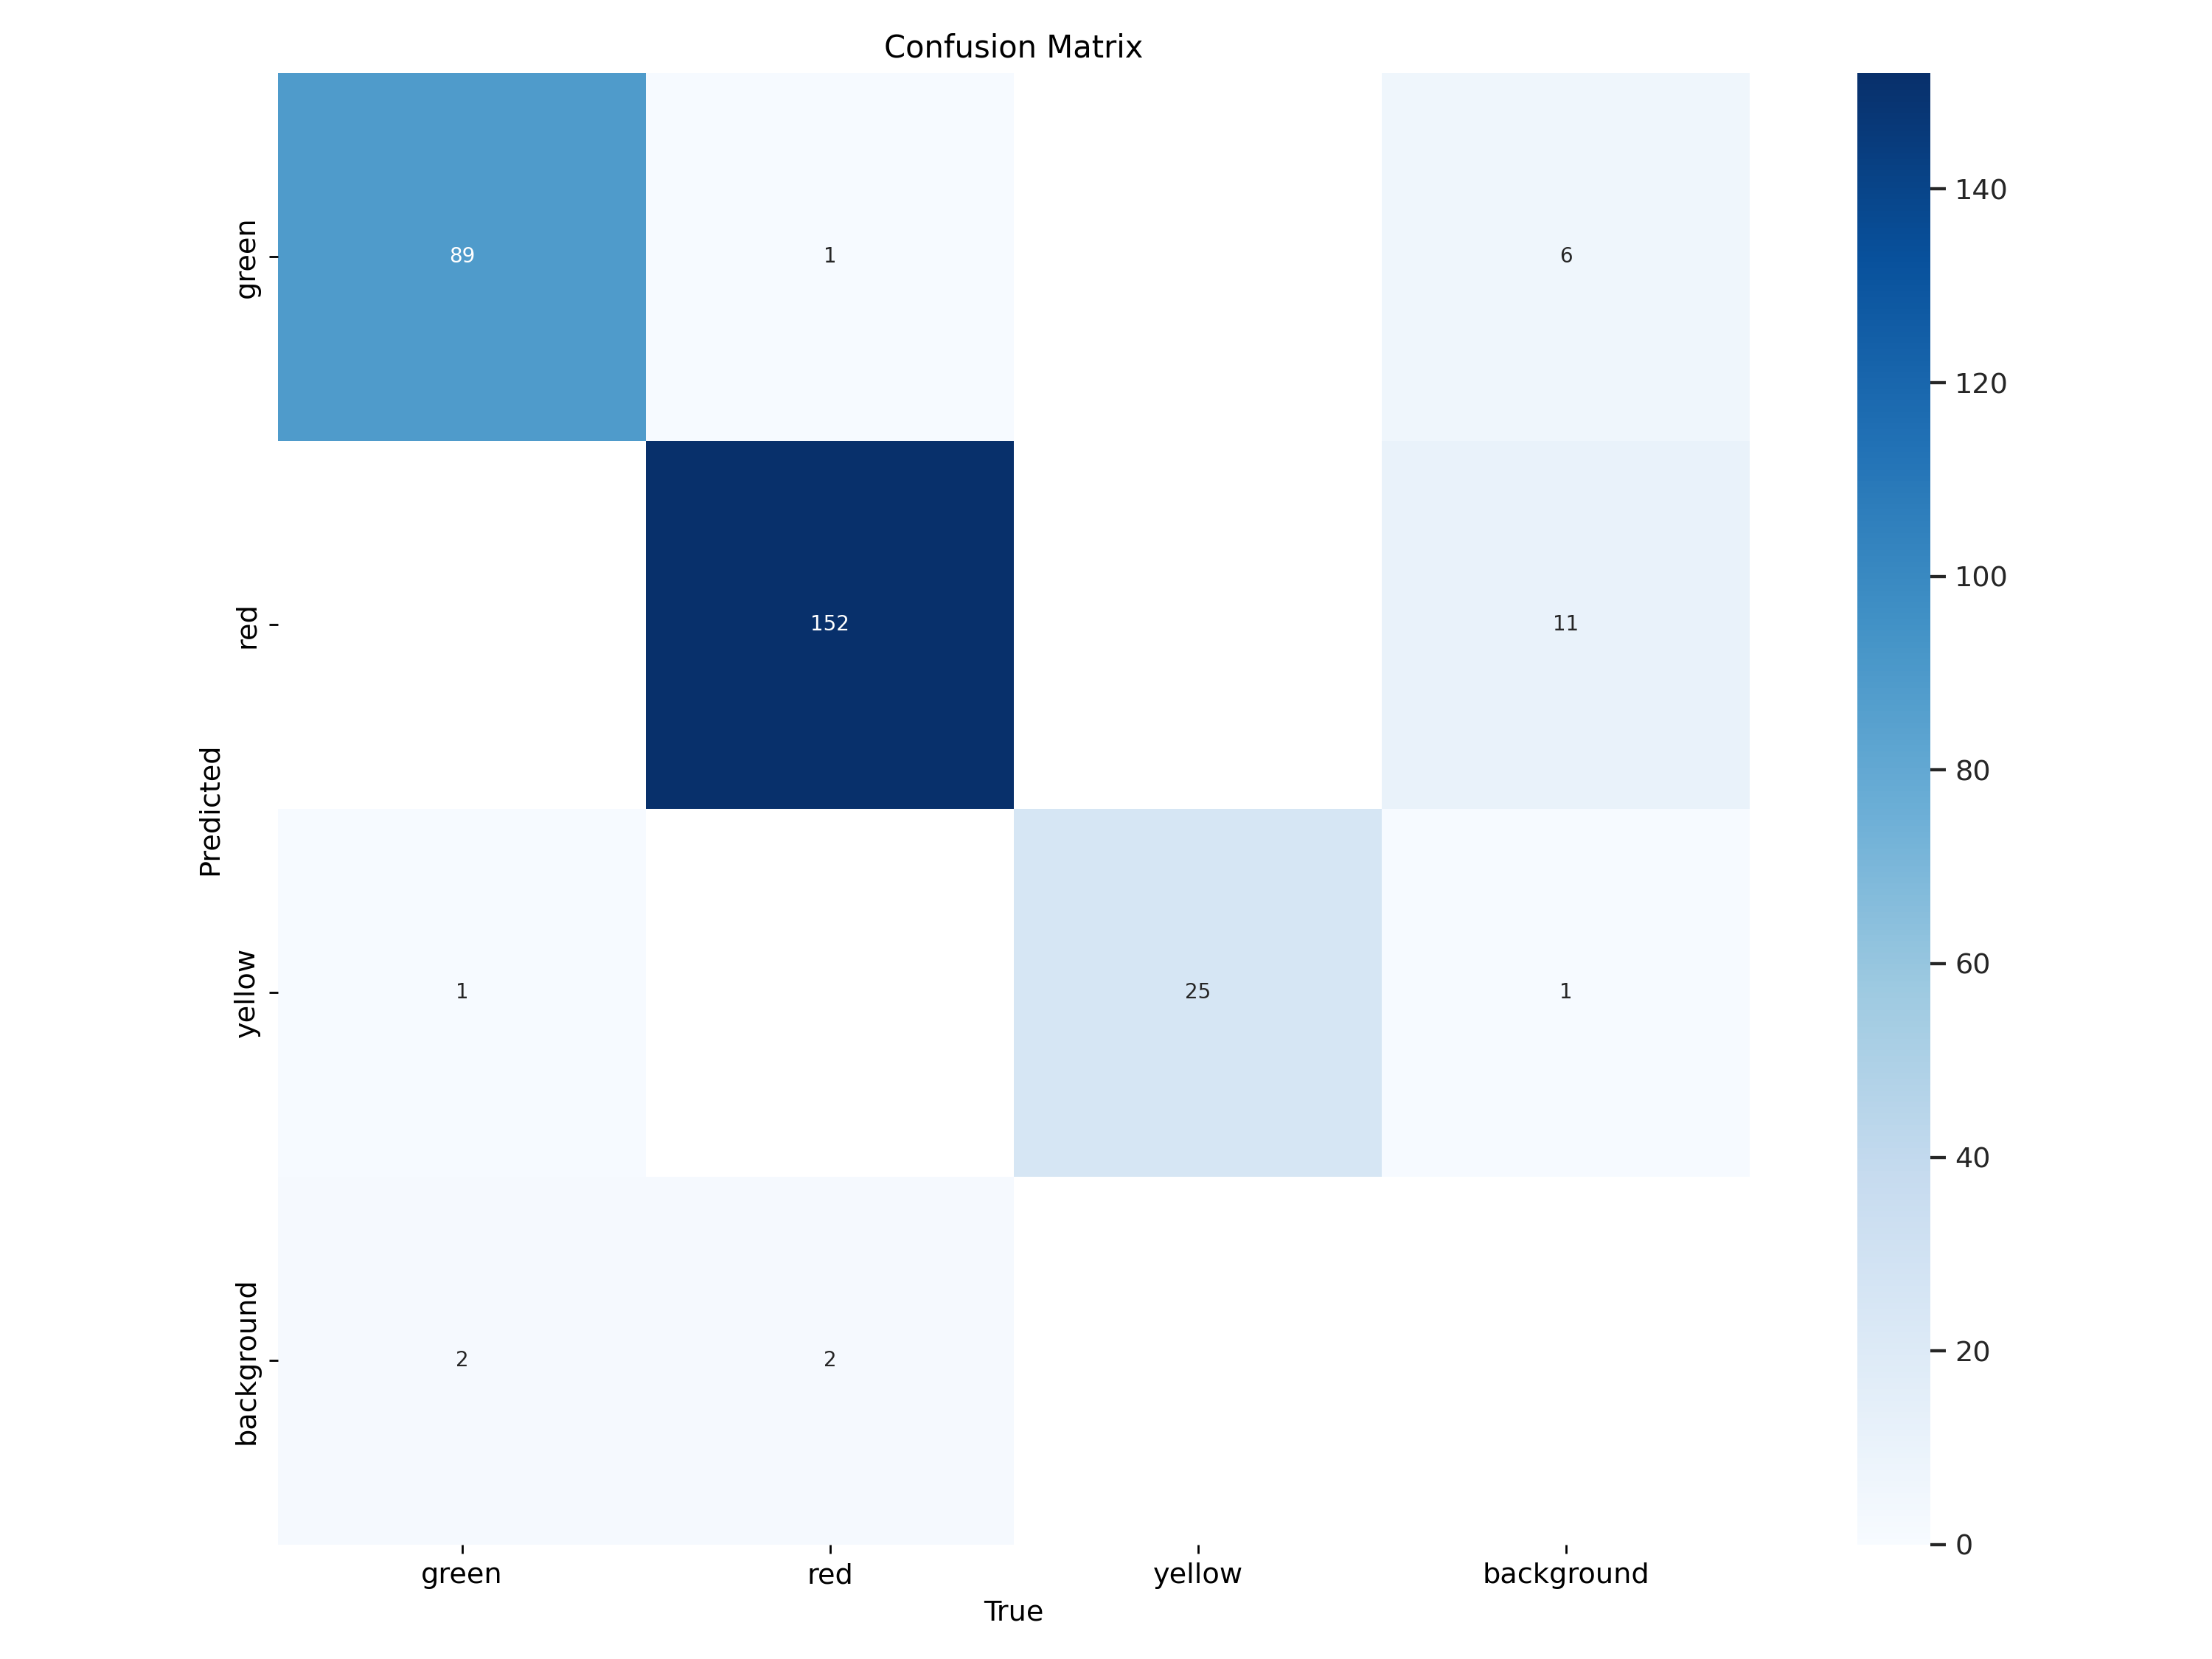 Confusion Matrix
green
89
1
6
140
120
red
152
11
100
80
Predicted
yellow
1
25
1
60
40
background
2
2
20
0
green
red
yellow
background
True